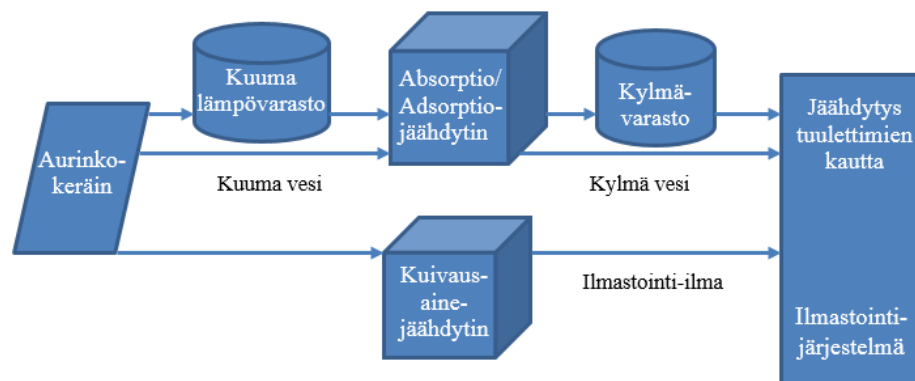 Aurinko-
keräin
Kuuma
lämpövarasto
Absorptio/
Adsorptio-
jäähdytin
Kylmä-
varasto
Jäähdytys
tuulettimien
kautta
Kuuma vesi
Kylmä vesi
Kuivaus-
aine-
jäähdytin
Ilmastointi-ilma
Ilmastointi-
järjestelmä